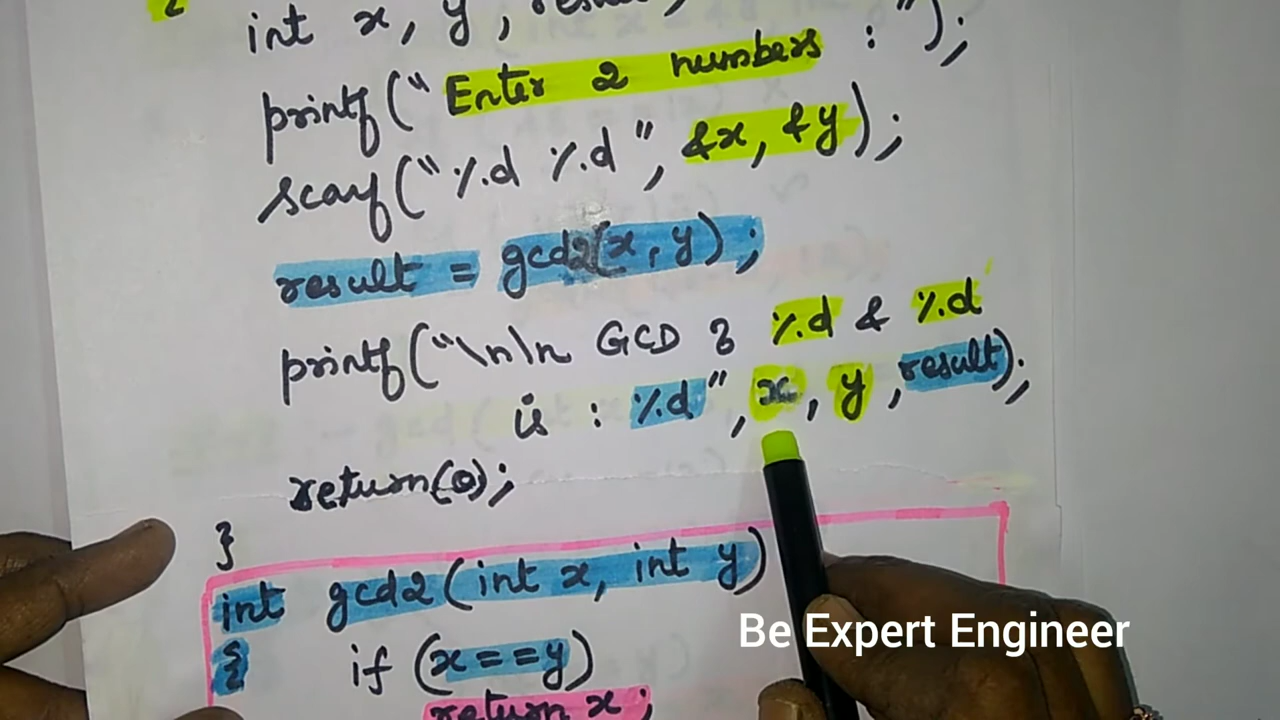 {
int x, y, result,
printf("Enter 2 numbers : ");
scanf("%d %d", &x, &y);
result = gcd2(x, y);
printf("\n\n GCD of %d & %d
is : %d", x, y, result);
return(0);
}
int gcd2(int x, int y)
{ if (x==y)
return x;
Be Expert Engineer